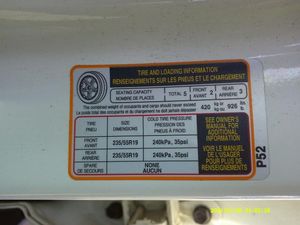 TIRE AND LOADING INFORMATION
RENSEIGNEMENTS SUR LES PNEUS ET LE CHARGEMENT
SEATING CAPACITY TOTAL 5 FRONT 2 REAR 3
NOMBRE DE PLACES AVANT ARRIÈRE
The combined weight of occupants and cargo should never exceed 420 kg or 926 lbs
Le poids total des occupants et du chargement ne doit jamais dépasser kg ou lb
TIRE SIZE COLD TIRE PRESSURE
PNEU DIMENSIONS PRESSION DES
PNEUS À FROID
FRONT 235/55R19 240kPa, 35psi
AVANT
REAR 235/55R19 240kPa, 35psi
ARRIÈRE
SPARE NONE
DE SECOURS AUCUN
SEE OWNER'S
MANUAL FOR
ADDITIONAL
INFORMATION
VOIR LE MANUEL
DE L'USAGER
POUR PLUS DE
RENSEIGNEMENTS
P52